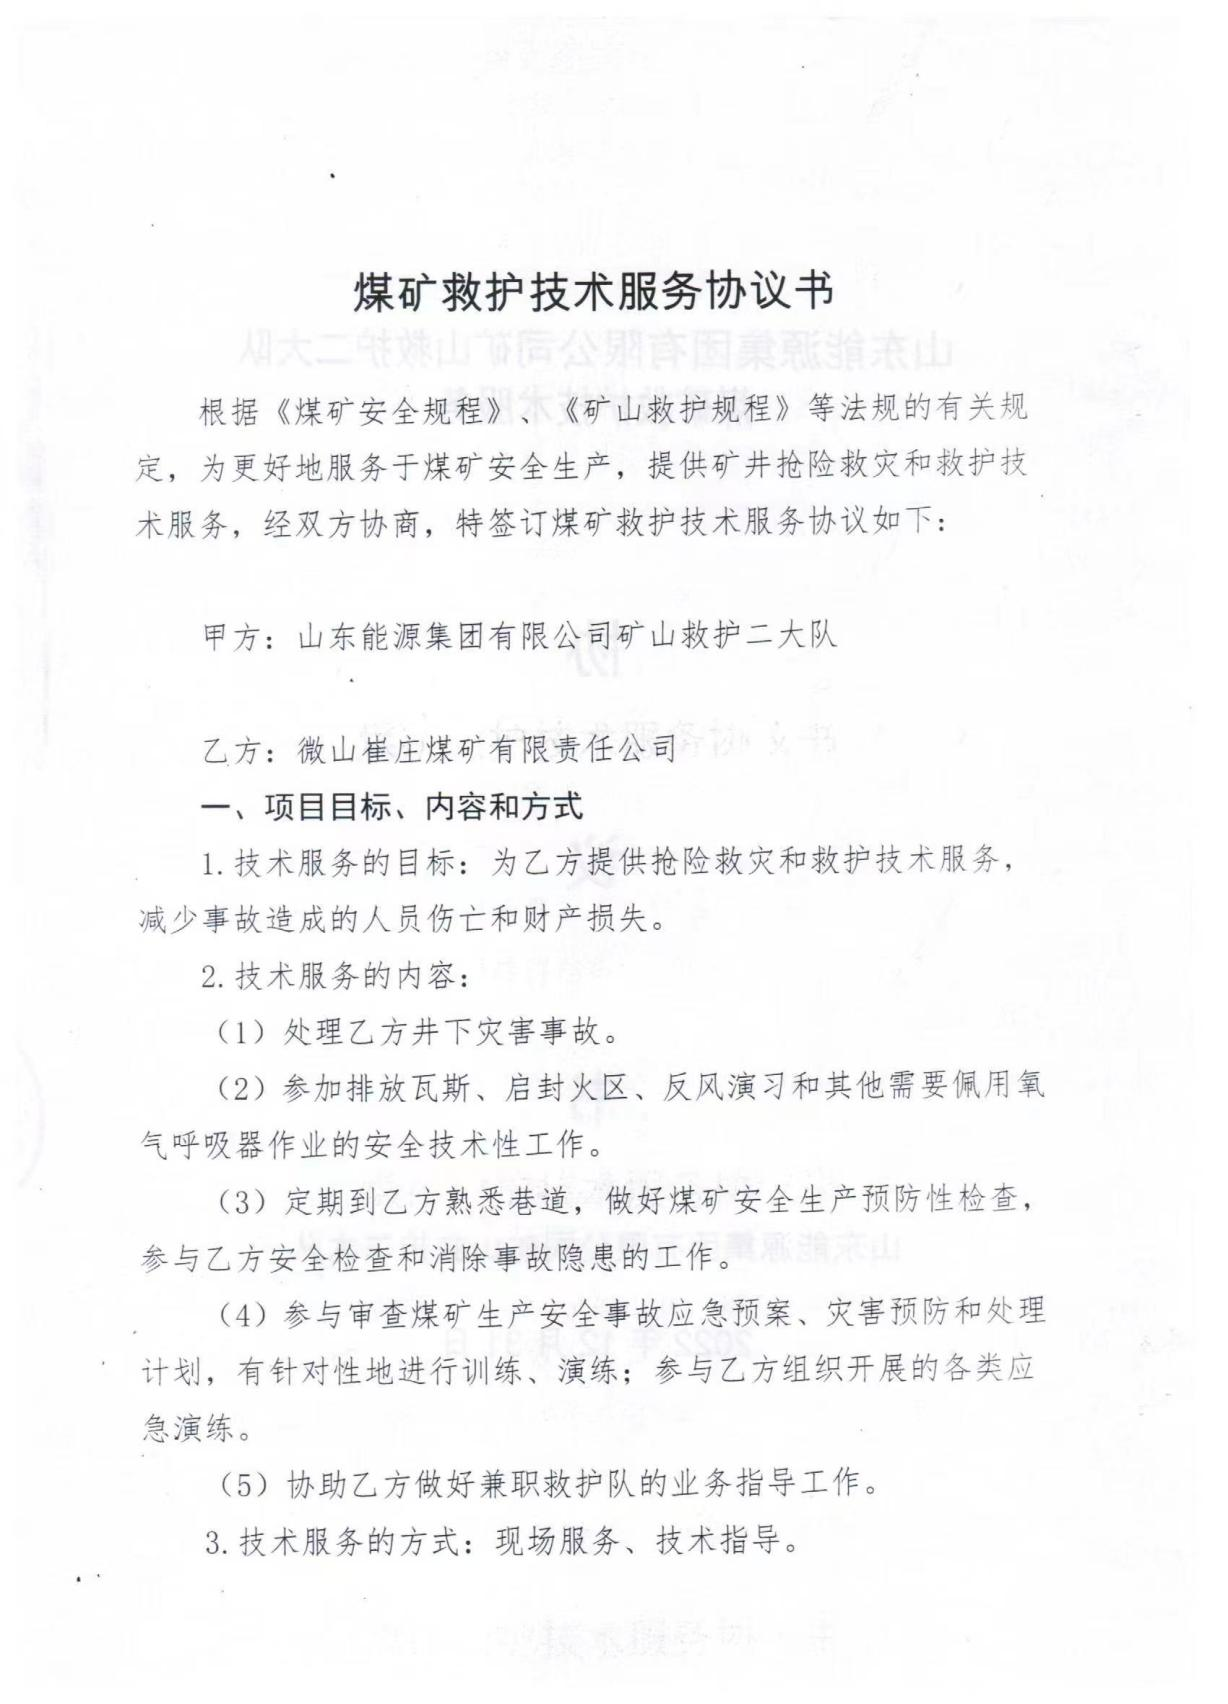 煤矿救护技术服务协议书
根据《煤矿安全规程》、《矿山救护规程》等法规的有关规
定，为更好地服务于煤矿安全生产，提供矿井抢险救灾和救护技
术服务，经双方协商，特签订煤矿救护技术服务协议如下：
甲方：山东能源集团有限公司矿山救护二大队
乙方：微山崔庄煤矿有限责任公司
一、项目目标、内容和方式
1.技术服务的目标：为乙方提供抢险救灾和救护技术服务，
减少事故造成的人员伤亡和财产损失。
2.技术服务的内容：
（1）处理乙方井下灾害事故。
（2）参加排放瓦斯、启封火区、反风演习和其他需要佩用氧
气呼吸器作业的安全技术性工作。
（3）定期到乙方熟悉巷道，做好煤矿安全生产预防性检查，
参与乙方安全检查和消除事故隐患的工作。
（4）参与审查煤矿生产安全事故应急预案、灾害预防和处理
计划，有针对性地进行训练、演练；参与乙方组织开展的各类应
急演练。
（5）协助乙方做好兼职救护队的业务指导工作。
3.技术服务的方式：现场服务、技术指导。